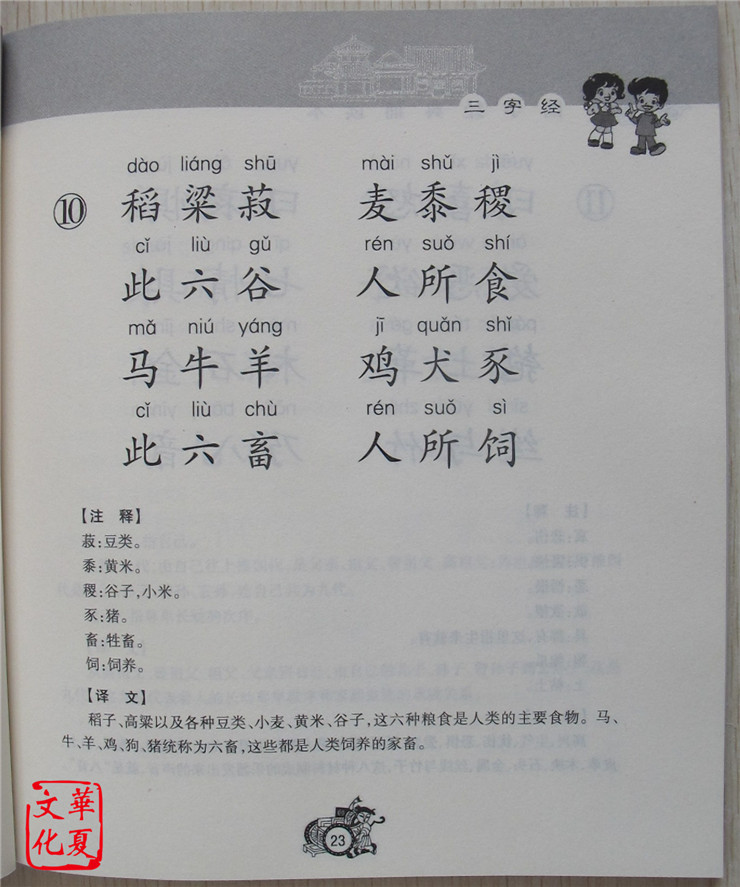 三字经
dào liáng shū mài shǔ jì
⑩ 稻粱菽 麦黍稷
cǐ liù gǔ rén suǒ shí
此六谷 人所食
mǎ niú yáng jī quǎn shǐ
马牛羊 鸡犬豕
cǐ liù chù rén suǒ sì
此六畜 人所饲
【注 释】
菽:豆类。
黍:黄米。
稷:谷子,小米。
豕:猪。
畜:牲畜。
饲:饲养。
【译 文】
稻子、高粱以及各种豆类、小麦、黄米、谷子,这六种粮食是人类的主要食物。马、
牛、羊、鸡、狗、猪统称为六畜,这些都是人类饲养的家畜。
23
華夏
文化